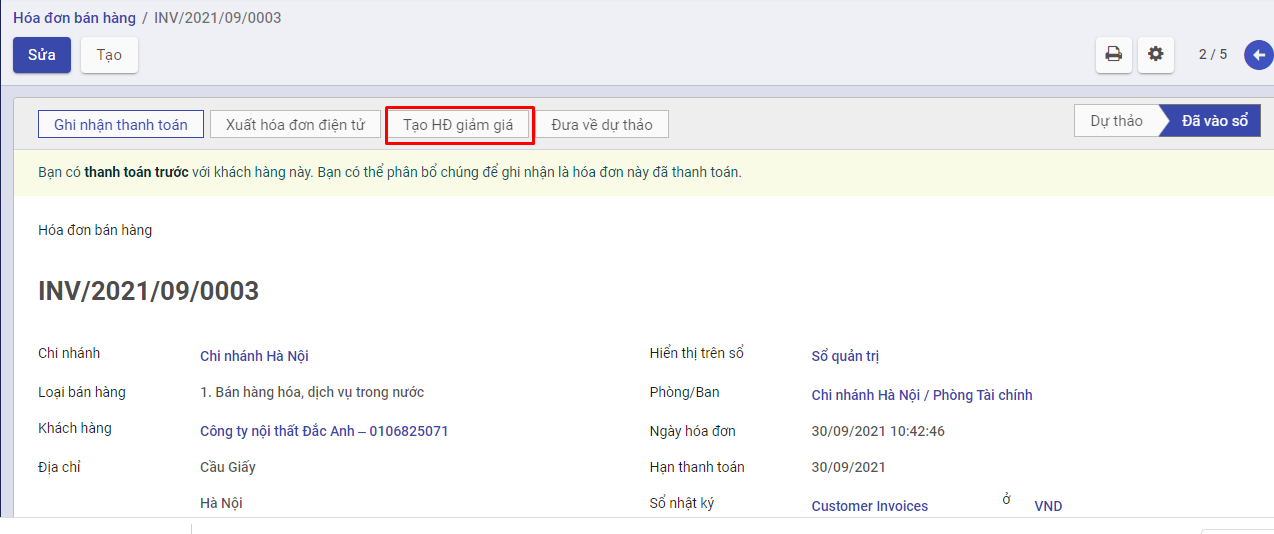 Hóa đơn bán hàng / INV/2021/09/0003
Sửa Tạo 2 / 5
Ghi nhận thanh toán Xuất hóa đơn điện tử Tạo HĐ giảm giá Đưa về dự thảo Dự thảo Đã vào sổ
Bạn có thanh toán trước với khách hàng này. Bạn có thể phân bổ chúng để ghi nhận là hóa đơn này đã thanh toán.
Hóa đơn bán hàng
INV/2021/09/0003
Chi nhánh Chi nhánh Hà Nội Hiển thị trên sổ Sổ quản trị
Loại bán hàng 1. Bán hàng hóa, dịch vụ trong nước Phòng/Ban Chi nhánh Hà Nội / Phòng Tài chính
Khách hàng Công ty nội thất Đắc Anh – 0106825071 Ngày hóa đơn 30/09/2021 10:42:46
Địa chỉ Cầu Giấy Hạn thanh toán 30/09/2021
Hà Nội Sổ nhật ký Customer Invoices ở VND